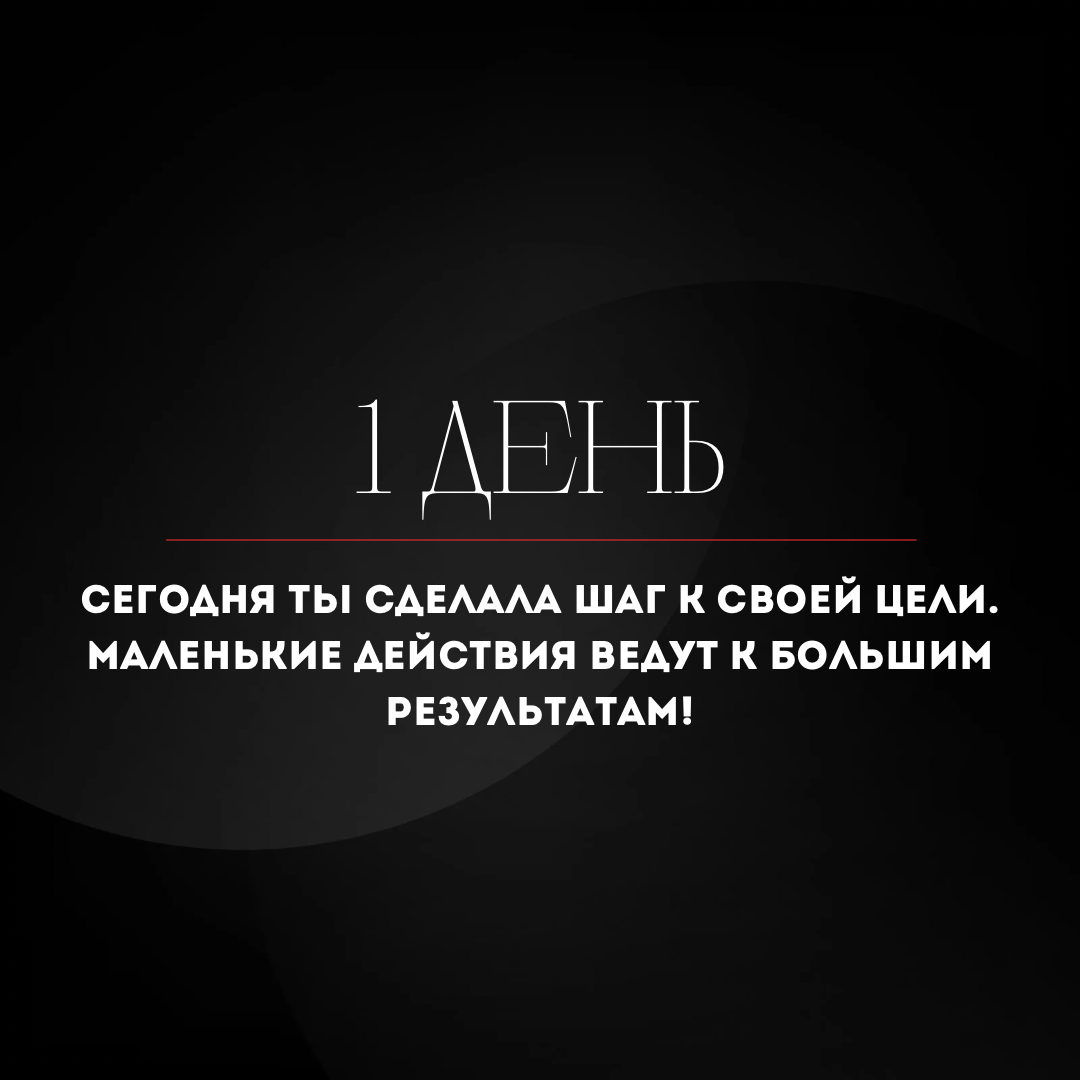 1 ДЕНЬ
СЕГОДНЯ ТЫ СДЕЛАЛА ШАГ К СВОЕЙ ЦЕЛИ.
МАЛЕНЬКИЕ ДЕЙСТВИЯ ВЕДУТ К БОЛЬШИМ
РЕЗУЛЬТАТАМ!